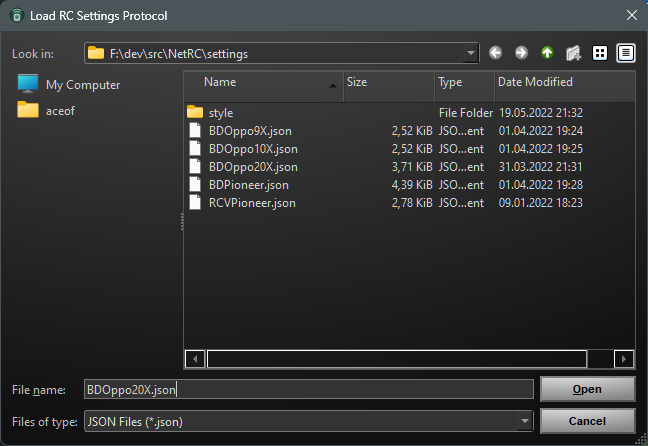 Load RC Settings Protocol
Look in: F:\dev\src\NetRC\settings
My Computer
aceof
Name Size Type Date Modified
style File Folder 19.05.2022 21:32
BDOppo9X.json 2,52 KiB JSO...ent 01.04.2022 19:24
BDOppo10X.json 2,52 KiB JSO...ent 01.04.2022 19:25
BDOppo20X.json 3,71 KiB JSO...ent 31.03.2022 21:31
BDPioneer.json 4,39 KiB JSO...ent 01.04.2022 19:28
RCVPioneer.json 2,78 KiB JSO...ent 09.01.2022 18:23
File name: BDOppo20X.json Open
Files of type: JSON Files (*.json) Cancel